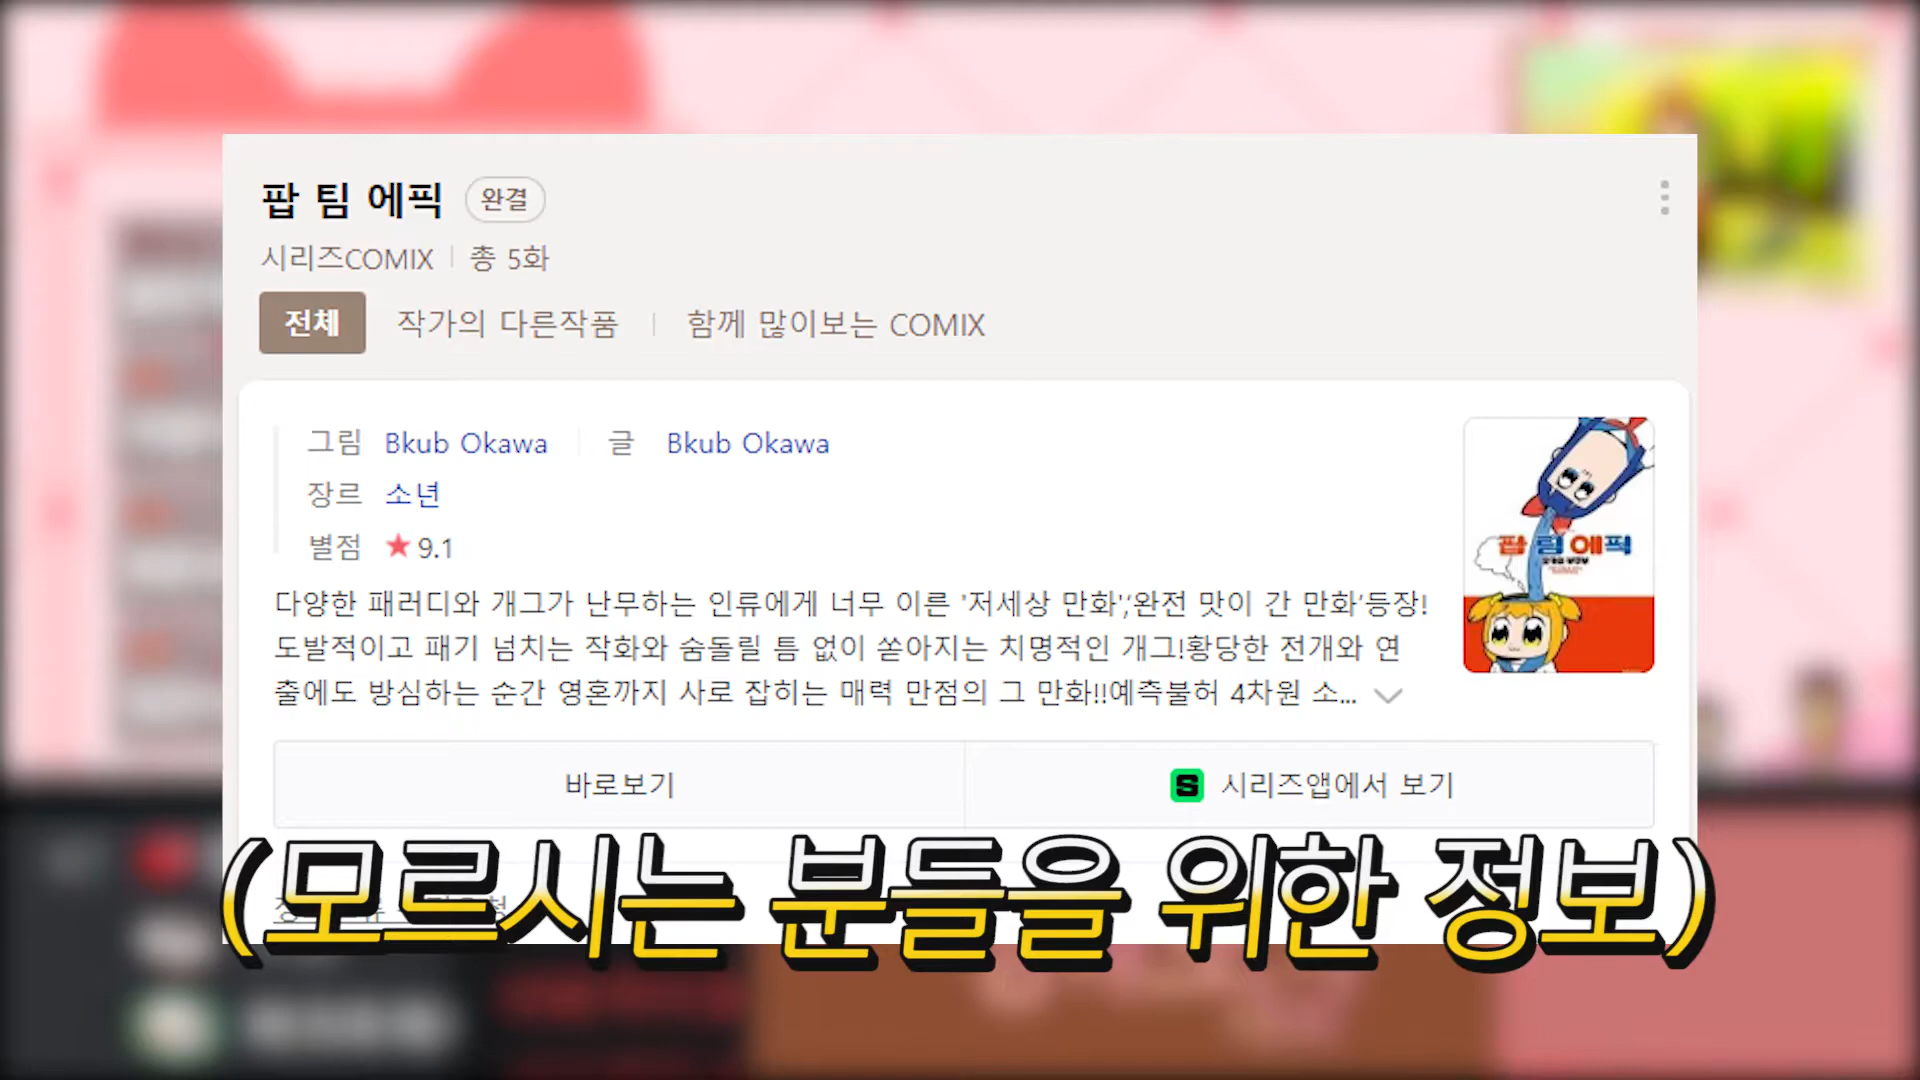 팝 팀 에픽 완결
시리즈COMIX 총 5화
전체 작가의 다른작품 함께 많이보는 COMIX
그림 Bkub Okawa 글 Bkub Okawa
장르 소년
별점 ★ 9.1
다양한 패러디와 개그가 난무하는 인류에게 너무 이른 '저세상 만화','완전 맛이 간 만화'등장!
도발적이고 패기 넘치는 작화와 숨돌릴 틈 없이 쏟아지는 치명적인 개그!황당한 전개와 연
출에도 방심하는 순간 영혼까지 사로 잡히는 매력 만점의 그 만화!!예측불허 4차원 소...
팝 팀 에픽
바로보기
S 시리즈앱에서 보기
(모르시는 분들을 위한 정보)